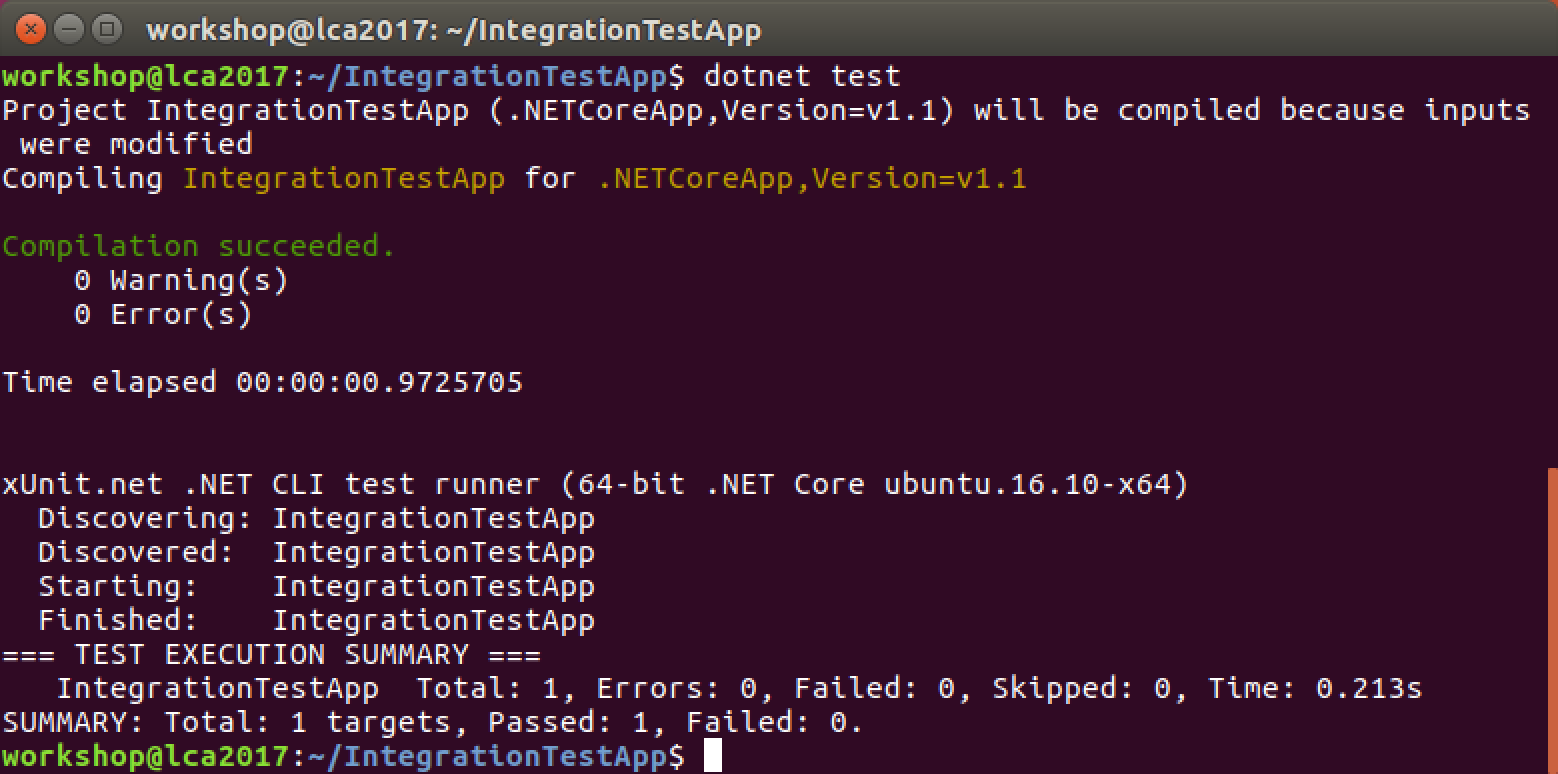 workshop@lca2017: ~/IntegrationTestApp
workshop@lca2017:~/IntegrationTestApp$ dotnet test
Project IntegrationTestApp (.NETCoreApp,Version=v1.1) will be compiled because inputs
 were modified
Compiling IntegrationTestApp for .NETCoreApp,Version=v1.1
Compilation succeeded.
    0 Warning(s)
    0 Error(s)
Time elapsed 00:00:00.9725705
xUnit.net .NET CLI test runner (64-bit .NET Core ubuntu.16.10-x64)
  Discovering: IntegrationTestApp
  Discovered:  IntegrationTestApp
  Starting:    IntegrationTestApp
  Finished:    IntegrationTestApp
=== TEST EXECUTION SUMMARY ===
   IntegrationTestApp  Total: 1, Errors: 0, Failed: 0, Skipped: 0, Time: 0.213s
SUMMARY: Total: 1 targets, Passed: 1, Failed: 0.
workshop@lca2017:~/IntegrationTestApp$